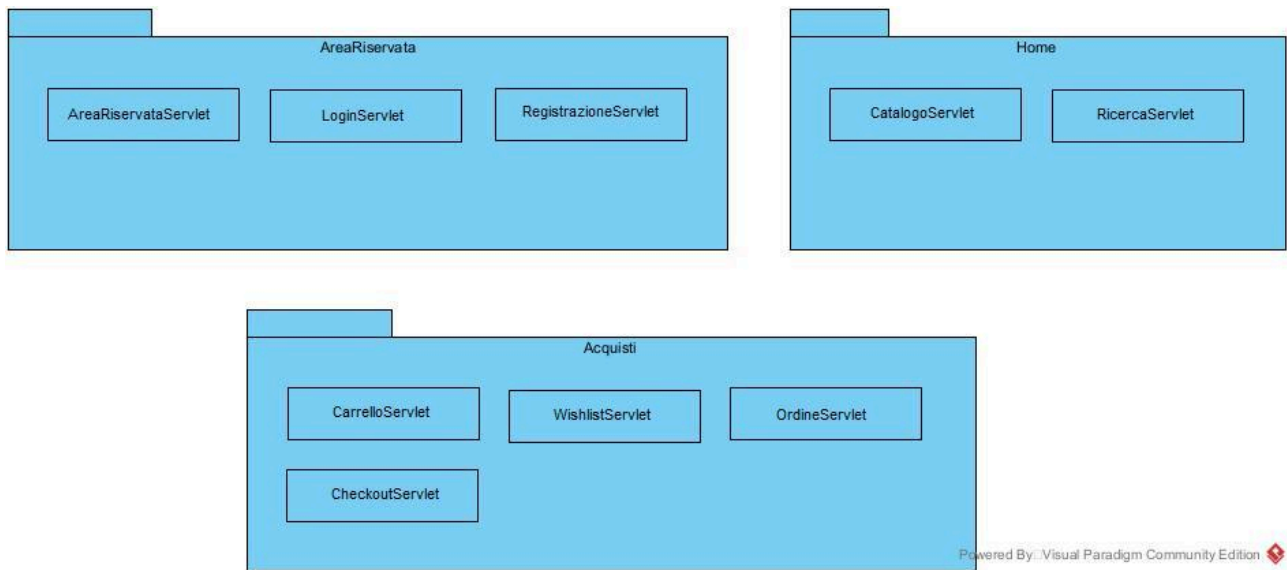 AreaRiservata
AreaRiservataServlet
LoginServlet
RegistrazioneServlet
Home
CatalogoServlet
RicercaServlet
Acquisti
CarrelloServlet
WishlistServlet
OrdineServlet
CheckoutServlet
Powered By Visual Paradigm Community Edition